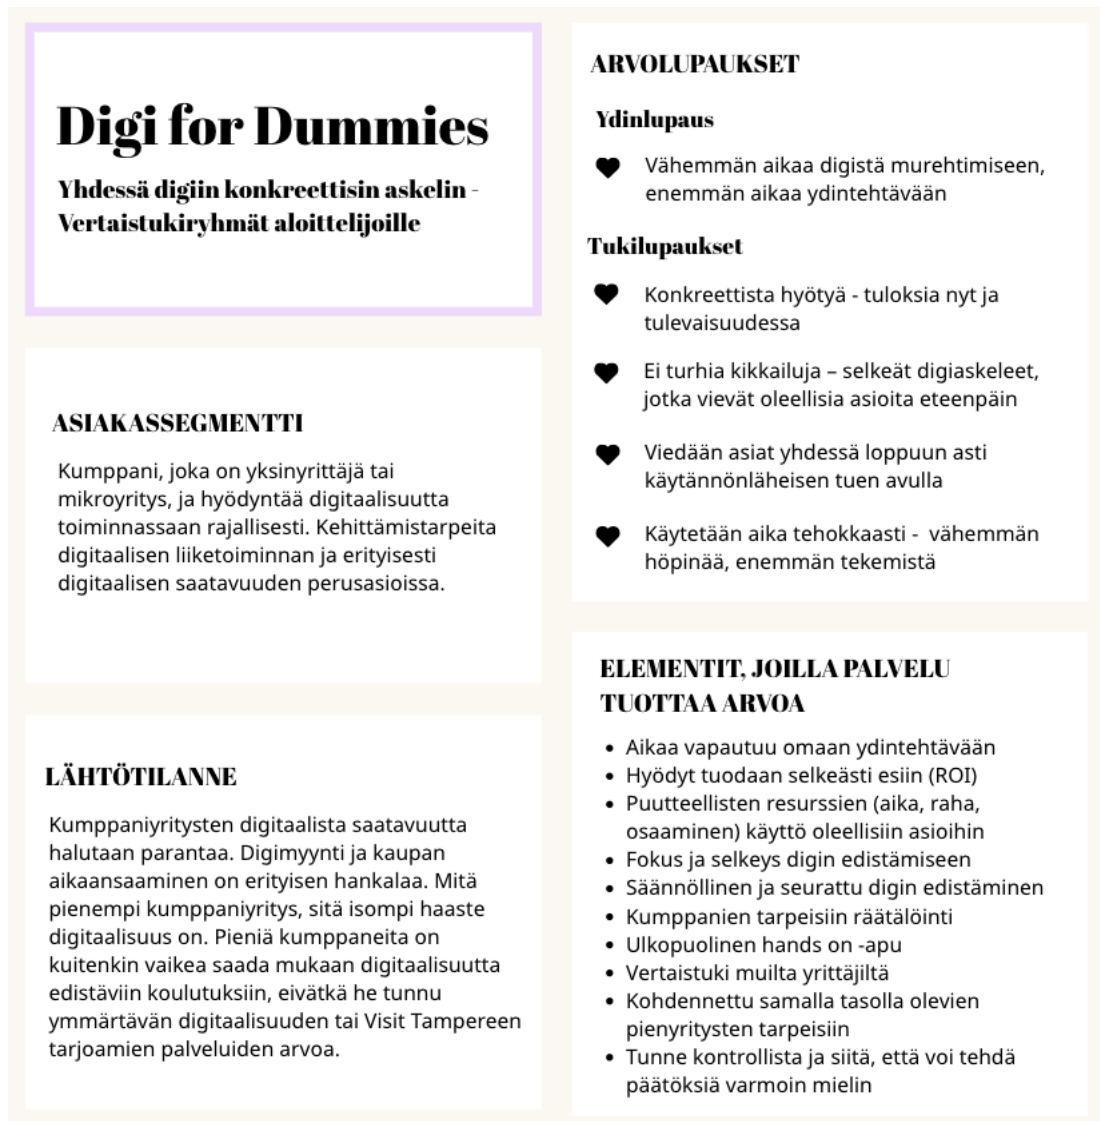 Digi for Dummies
Yhdessä digiin konkreettisin askelin -
Vertaistukiryhmät aloittelijoille
ASIAKASSEGMENTTI
Kumppani, joka on yksinyrittäjä tai
mikroyritys, ja hyödyntää digitaalisuutta
toiminnassaan rajallisesti. Kehittämistarpeita
digitaalisen liiketoiminnan ja erityisesti
digitaalisen saatavuuden perusasioissa.
LÄHTÖTILANNE
Kumppaniyritysten digitaalista saatavuutta
halutaan parantaa. Digimyynti ja kaupan
aikaansaaminen on erityisen hankalaa. Mitä
pienempi kumppaniyritys, sitä isompi haaste
digitaalisuus on. Pieniä kumppaneita on
kuitenkin vaikea saada mukaan digitaalisuutta
edistäviin koulutuksiin, eivätkä he tunnu
ymmärtävän digitaalisuuden tai Visit Tampereen
tarjoamien palveluiden arvoa.
ARVOLUPAUKSET
Ydinlupaus
Vähemmän aikaa digistä murehtimiseen,
enemmän aikaa ydintehtävään
Tukilupaukset
Konkreettista hyötyä - tuloksia nyt ja
tulevaisuudessa
Ei turhia kikkailuja – selkeät digiaskeleet,
jotka vievät oleellisia asioita eteenpäin
Viedään asiat yhdessä loppuun asti
käytännönläheisen tuen avulla
Käytetään aika tehokkaasti - vähemmän
höpinää, enemmän tekemistä
ELEMENTIT, JOILLA PALVELU
TUOTTAA ARVOA
• Aikaa vapautuu omaan ydintehtävään
• Hyödyt tuodaan selkeästi esiin (ROI)
• Puutteellisten resurssien (aika, raha,
osaaminen) käyttö oleellisiin asioihin
• Fokus ja selkeys digin edistämiseen
• Säännöllinen ja seurattu digin edistäminen
• Kumppanien tarpeisiin räätälöinti
• Ulkopuolinen hands on -apu
• Vertaistuki muilta yrittäjiltä
• Kohdennettu samalla tasolla olevien
pienyritysten tarpeisiin
• Tunne kontrollista ja siitä, että voi tehdä
päätöksiä varmoin mielin